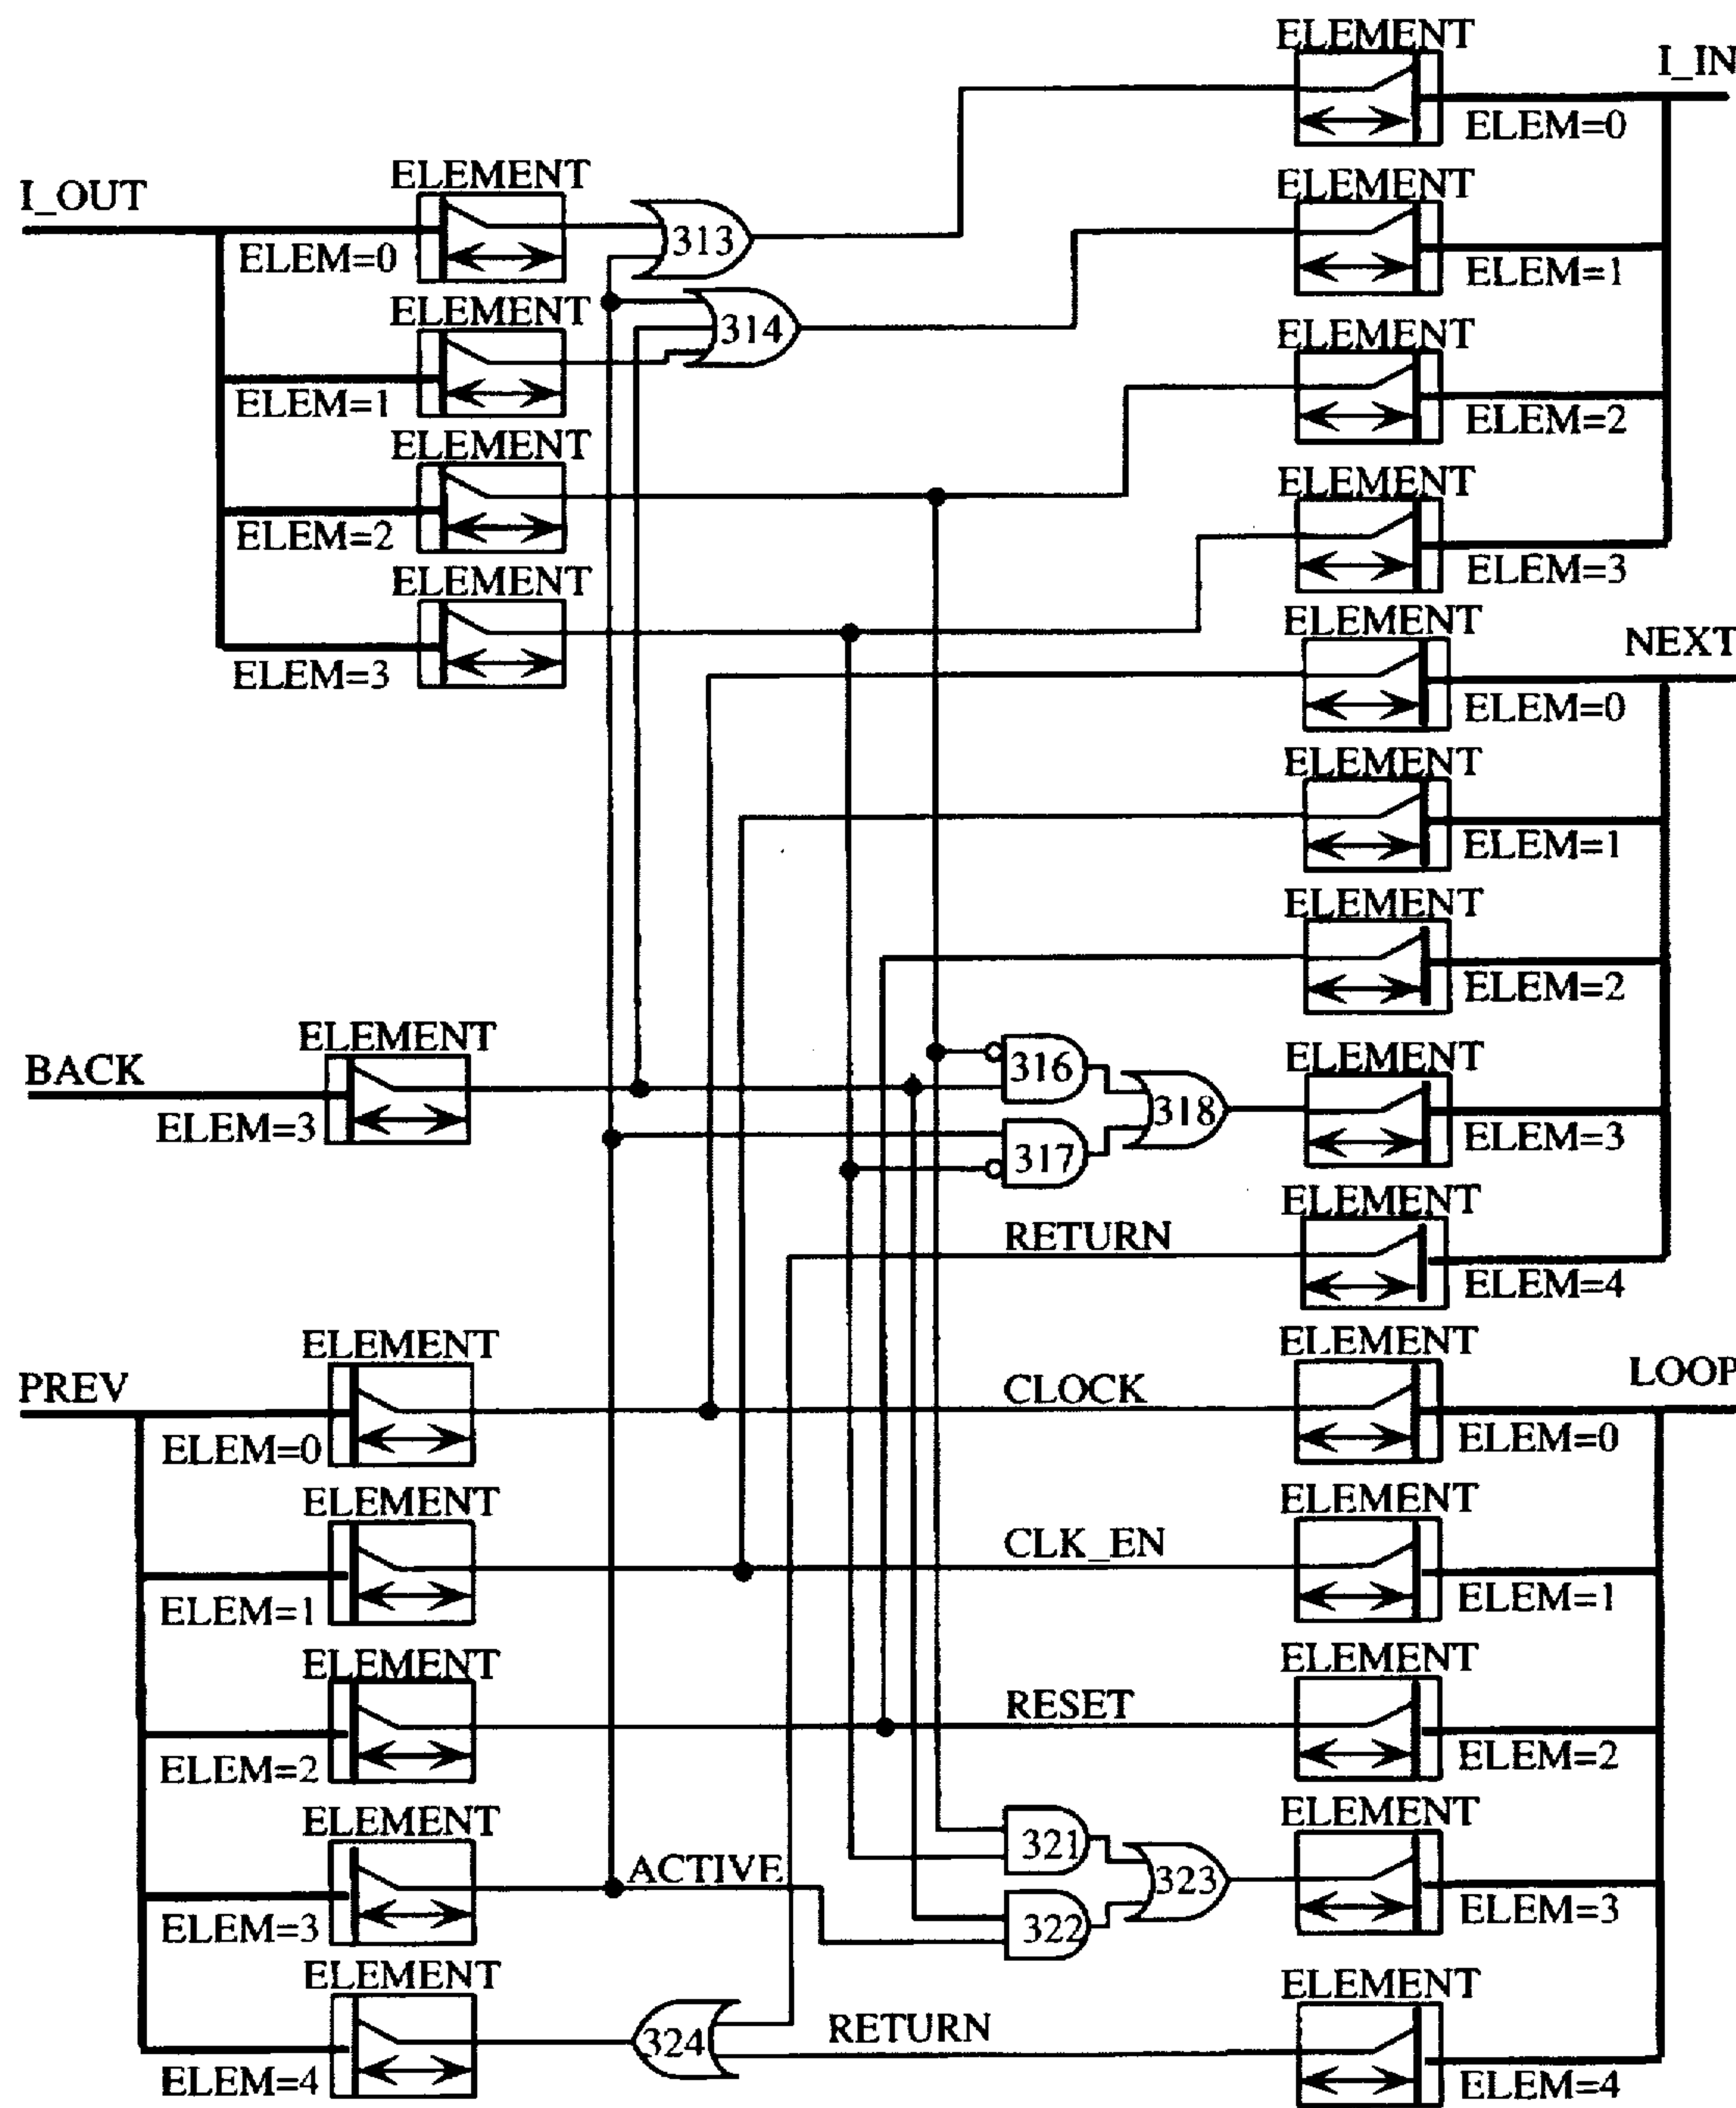 ELEMENT
I_IN
ELEM=0
ELEMENT
I_OUT
ELEM=0
313
ELEMENT
ELEM=1
ELEMENT
ELEM=1
314
ELEMENT
ELEM=2
ELEMENT
ELEM=2
ELEMENT
ELEM=3
ELEMENT
ELEM=3
ELEMENT
NEXT
ELEM=0
ELEMENT
ELEM=1
ELEMENT
ELEM=2
ELEMENT
BACK
ELEM=3
316
317
318
ELEMENT
ELEM=3
RETURN
ELEMENT
ELEM=4
ELEMENT
PREV
ELEM=0
CLOCK
ELEMENT
LOOP
ELEM=0
ELEMENT
ELEM=1
CLK_EN
ELEMENT
ELEM=1
ELEMENT
ELEM=2
RESET
ELEMENT
ELEM=2
ELEMENT
ELEM=3
ACTIVE
321
322
323
ELEMENT
ELEM=3
ELEMENT
ELEM=4
324
RETURN
ELEMENT
ELEM=4